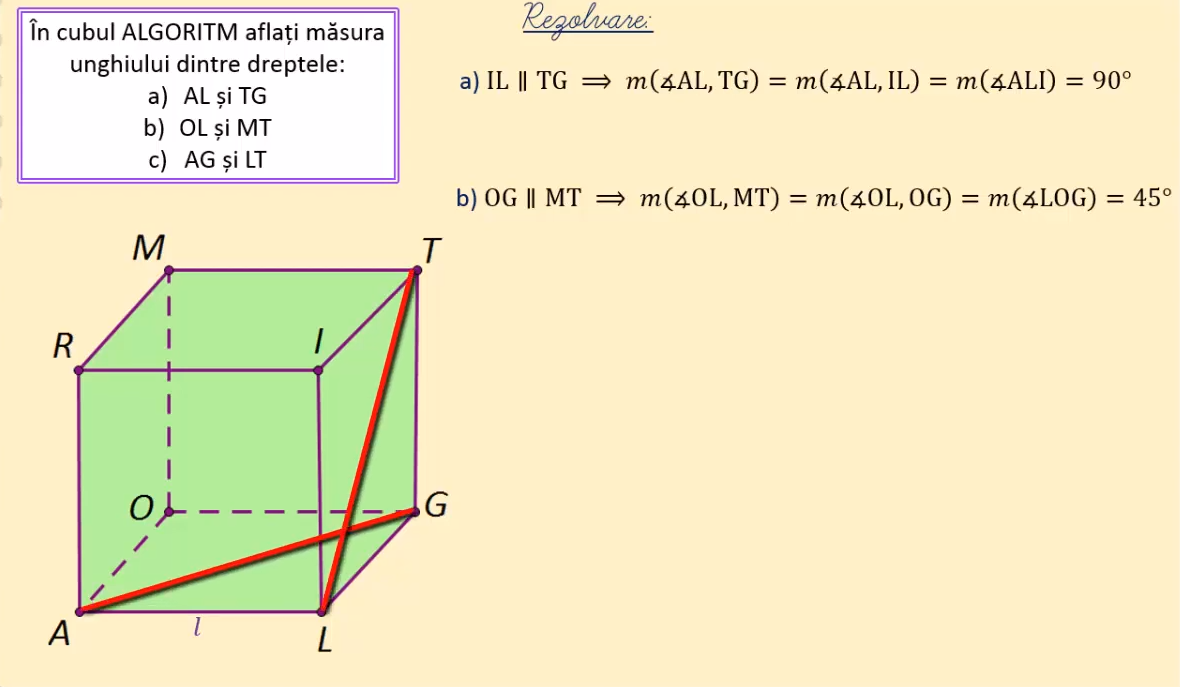 În cubul ALGORITM aflați măsura
unghiului dintre dreptele:
a) AL și TG
b) OL și MT
c) AG și LT
Rezolvare:
a) IL ∥ TG ⟹ m(∡AL, TG) = m(∡AL, IL) = m(∡ALI) = 90°
b) OG ∥ MT ⟹ m(∡OL, MT) = m(∡OL, OG) = m(∡LOG) = 45°
M
T
R
I
O
G
A
l
L